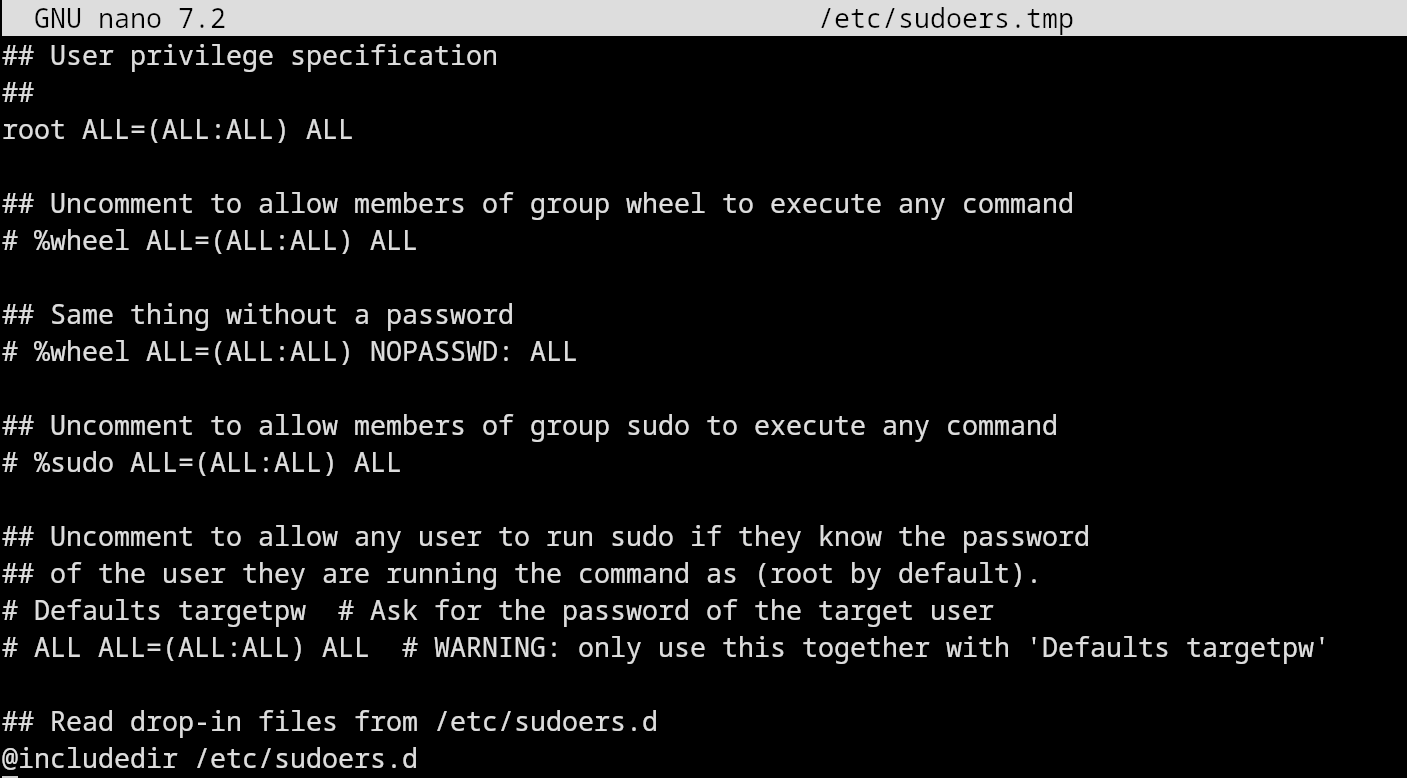 GNU nano 7.2 /etc/sudoers.tmp
## User privilege specification
##
root ALL=(ALL:ALL) ALL
## Uncomment to allow members of group wheel to execute any command
# %wheel ALL=(ALL:ALL) ALL
## Same thing without a password
# %wheel ALL=(ALL:ALL) NOPASSWD: ALL
## Uncomment to allow members of group sudo to execute any command
# %sudo ALL=(ALL:ALL) ALL
## Uncomment to allow any user to run sudo if they know the password
## of the user they are running the command as (root by default).
# Defaults targetpw  # Ask for the password of the target user
# ALL ALL=(ALL:ALL) ALL  # WARNING: only use this together with 'Defaults targetpw'
## Read drop-in files from /etc/sudoers.d
@includedir /etc/sudoers.d